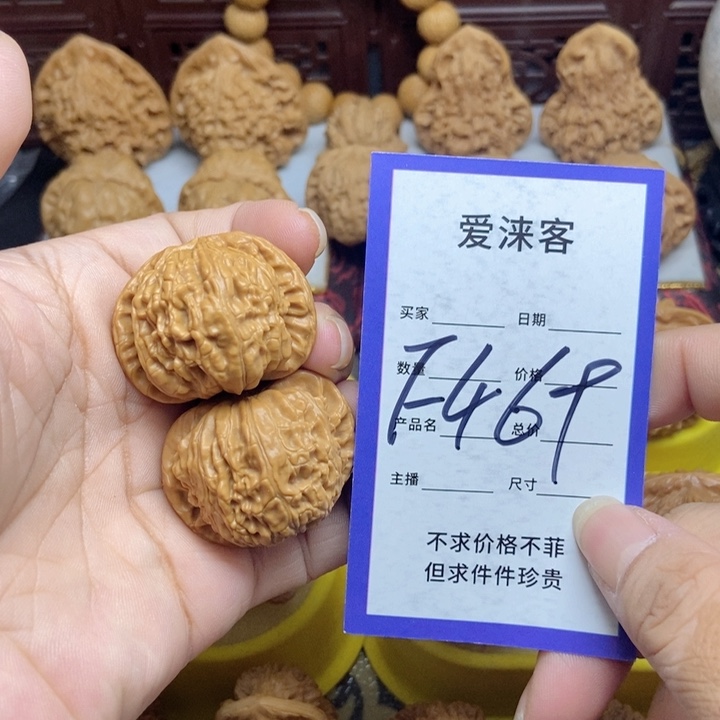 爱涞客
买家 日期
数量 价格
F469
产品名 总价
主播 尺寸
不求价格不菲
但求件件珍贵